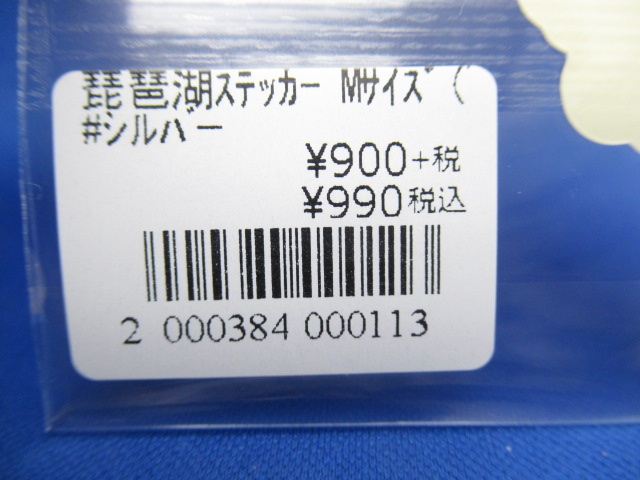 琵琶湖ステッカー Mサイズ(
#シルバー
¥900+税
¥990税込
2 000384 000113